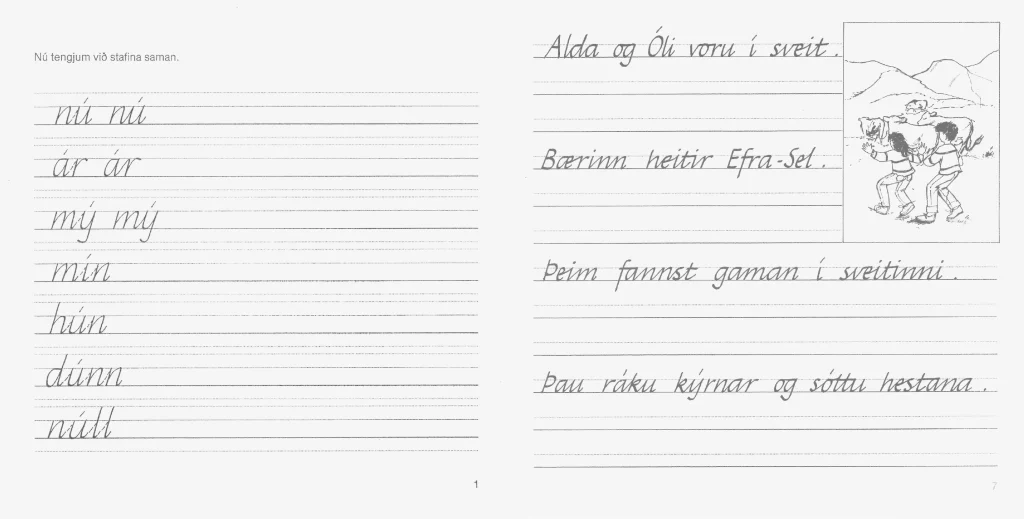 Nú tengjum við stafina saman.
nú nú
ár ár
mý mý
mín
hún
dúnn
núll
1
Alda og Óli voru í sveit.
Bærinn heitir Efra-Sel.
Þeim fannst gaman í sveitinni.
Þau ráku kýrnar og sóttu hestana.
7